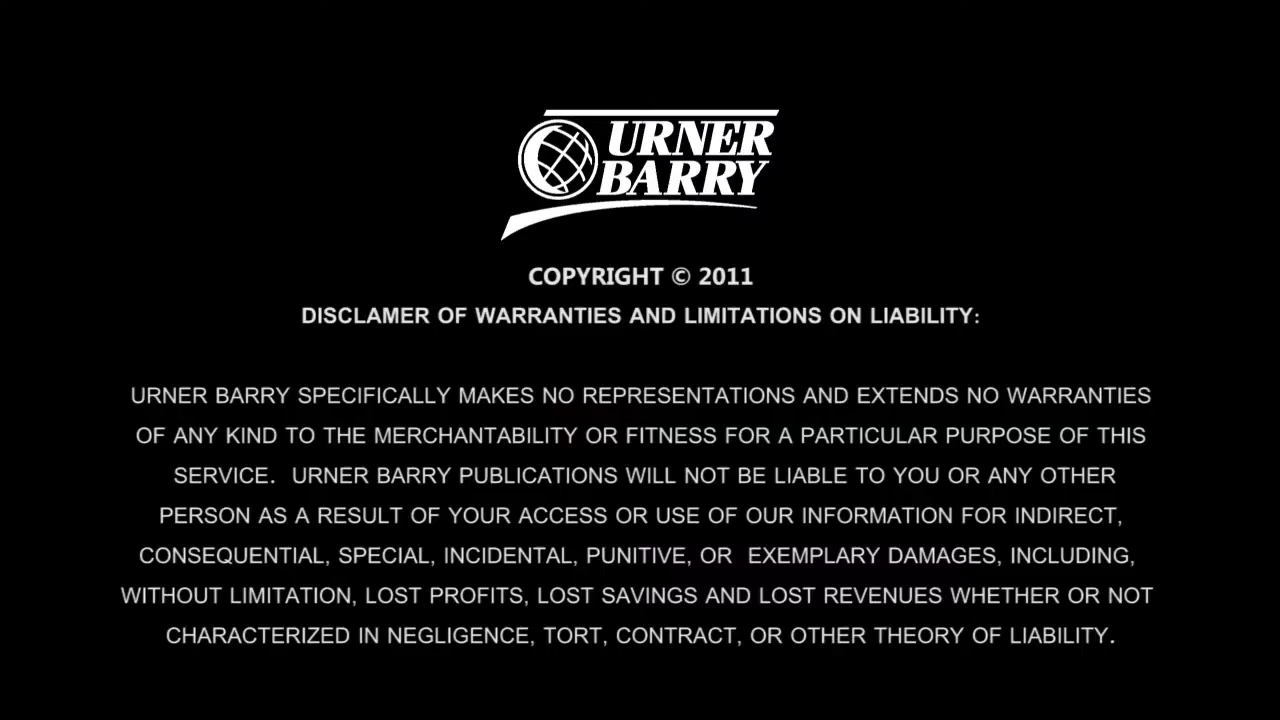 URNER
BARRY
COPYRIGHT © 2011
DISCLAMER OF WARRANTIES AND LIMITATIONS ON LIABILITY:
URNER BARRY SPECIFICALLY MAKES NO REPRESENTATIONS AND EXTENDS NO WARRANTIES
OF ANY KIND TO THE MERCHANTABILITY OR FITNESS FOR A PARTICULAR PURPOSE OF THIS
SERVICE.  URNER BARRY PUBLICATIONS WILL NOT BE LIABLE TO YOU OR ANY OTHER
PERSON AS A RESULT OF YOUR ACCESS OR USE OF OUR INFORMATION FOR INDIRECT,
CONSEQUENTIAL, SPECIAL, INCIDENTAL, PUNITIVE, OR  EXEMPLARY DAMAGES, INCLUDING,
WITHOUT LIMITATION, LOST PROFITS, LOST SAVINGS AND LOST REVENUES WHETHER OR NOT
CHARACTERIZED IN NEGLIGENCE, TORT, CONTRACT, OR OTHER THEORY OF LIABILITY.